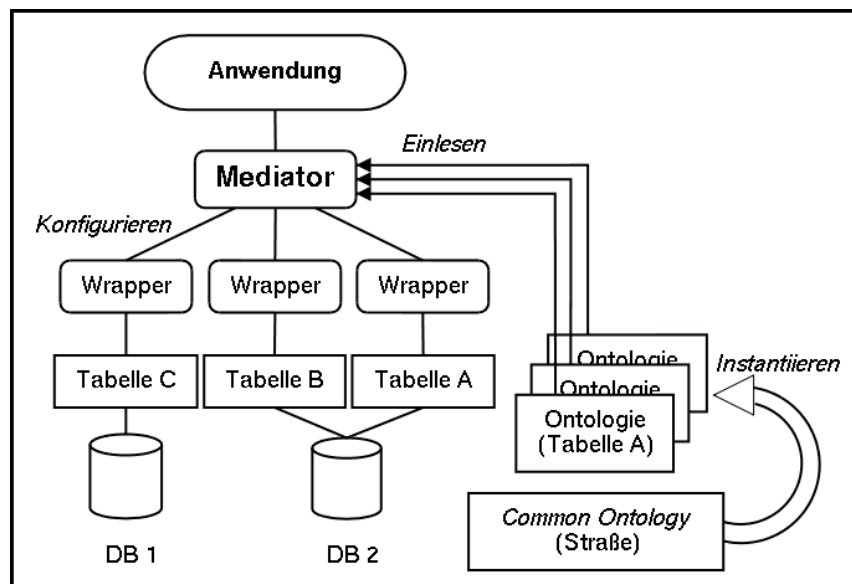 Anwendung
Einlesen
Mediator
Konfigurieren
Wrapper
Wrapper
Wrapper
Ontologie
Instantiieren
Tabelle C
Tabelle B
Tabelle A
Ontologie
Ontologie
(Tabelle A)
Common Ontology
(Straße)
DB 1
DB 2